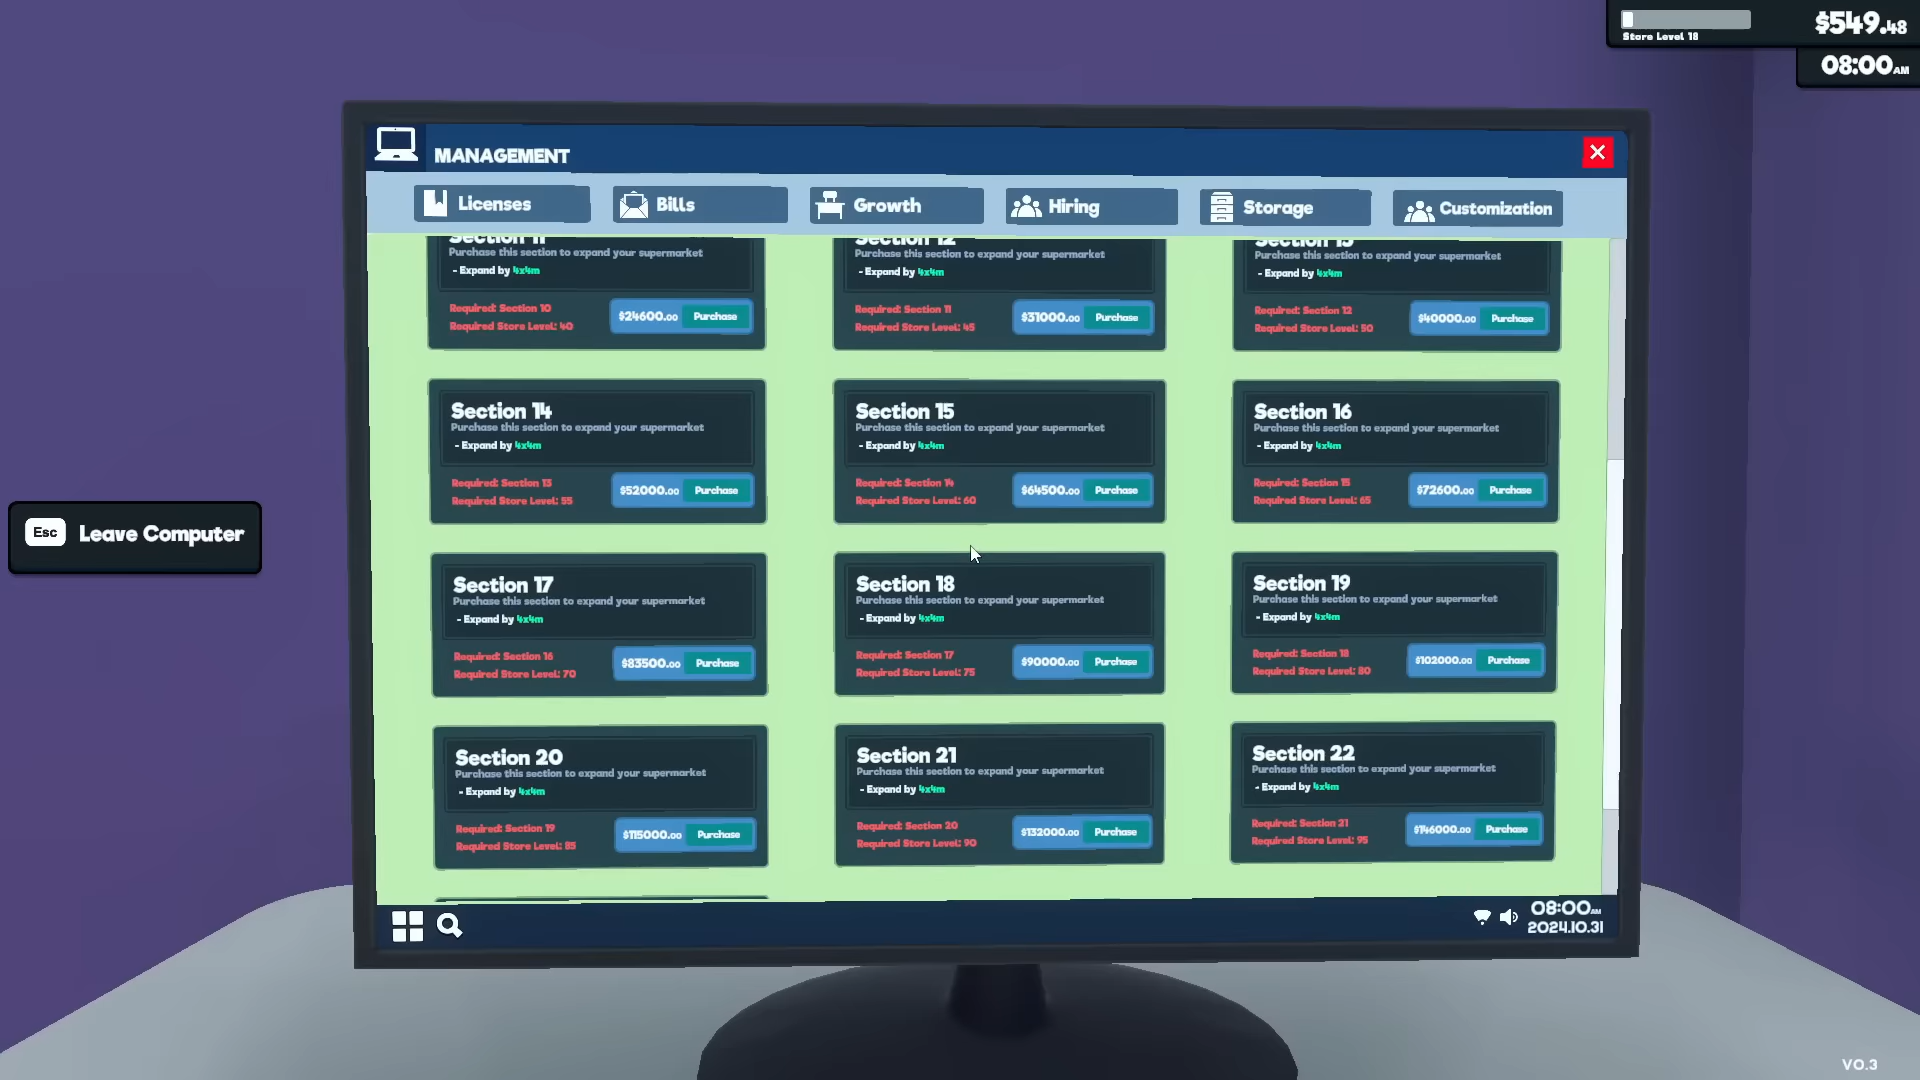 $549.48
Store Level 18
08:00AM
MANAGEMENT
Licenses
Bills
Growth
Hiring
Storage
Customization
Section 11
Purchase this section to expand your supermarket
- Expand by 4x4m
Required: Section 10
Required Store Level: 40
$24600.00 Purchase
Section 12
Purchase this section to expand your supermarket
- Expand by 4x4m
Required: Section 11
Required Store Level: 45
$31000.00 Purchase
Section 13
Purchase this section to expand your supermarket
- Expand by 4x4m
Required: Section 12
Required Store Level: 50
$40000.00 Purchase
Section 14
Purchase this section to expand your supermarket
- Expand by 4x4m
Required: Section 13
Required Store Level: 55
$52000.00 Purchase
Section 15
Purchase this section to expand your supermarket
- Expand by 4x4m
Required: Section 14
Required Store Level: 60
$64500.00 Purchase
Section 16
Purchase this section to expand your supermarket
- Expand by 4x4m
Required: Section 15
Required Store Level: 65
$72600.00 Purchase
Esc Leave Computer
Section 17
Purchase this section to expand your supermarket
- Expand by 4x4m
Required: Section 16
Required Store Level: 70
$83500.00 Purchase
Section 18
Purchase this section to expand your supermarket
- Expand by 4x4m
Required: Section 17
Required Store Level: 75
$90000.00 Purchase
Section 19
Purchase this section to expand your supermarket
- Expand by 4x4m
Required: Section 18
Required Store Level: 80
$102000.00 Purchase
Section 20
Purchase this section to expand your supermarket
- Expand by 4x4m
Required: Section 19
Required Store Level: 85
$115000.00 Purchase
Section 21
Purchase this section to expand your supermarket
- Expand by 4x4m
Required: Section 20
Required Store Level: 90
$132000.00 Purchase
Section 22
Purchase this section to expand your supermarket
- Expand by 4x4m
Required: Section 21
Required Store Level: 95
$146000.00 Purchase
08:00AM
2024.10.31
V0.3